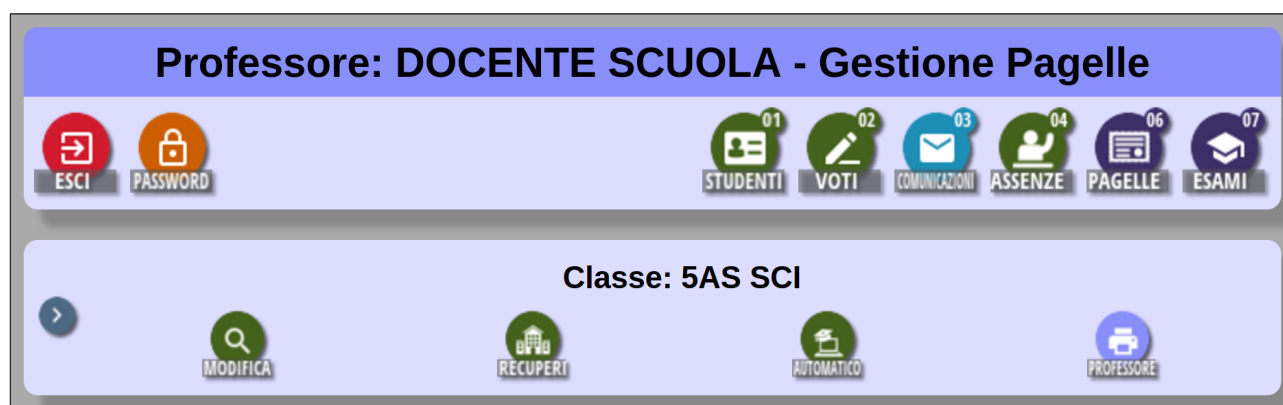 Professore: DOCENTE SCUOLA - Gestione Pagelle
01 02 03 04 06 07
ESCI PASSWORD STUDENTI VOTI COMUNICAZIONI ASSENZE PAGELLE ESAMI
Classe: 5AS SCI
MODIFICA RECUPERI AUTOMATICO PROFESSORE